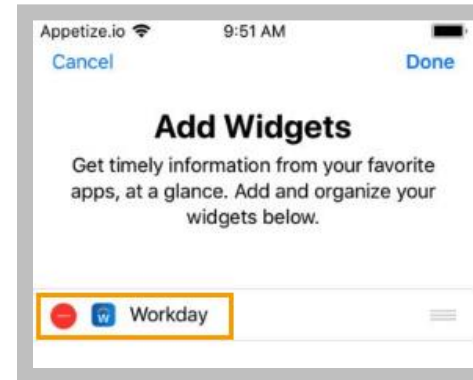 Appetize.io 9:51 AM
Cancel Done
Add Widgets
Get timely information from your favorite
apps, at a glance. Add and organize your
widgets below.
Workday